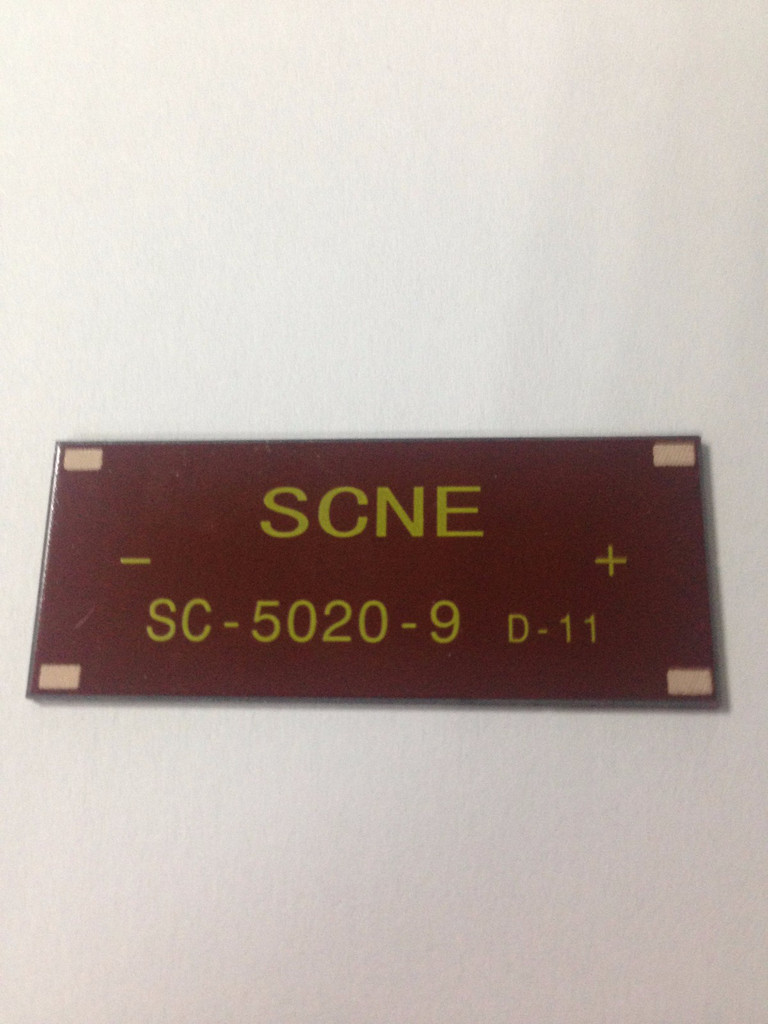 SCNE
- +
SC-5020-9 D-11